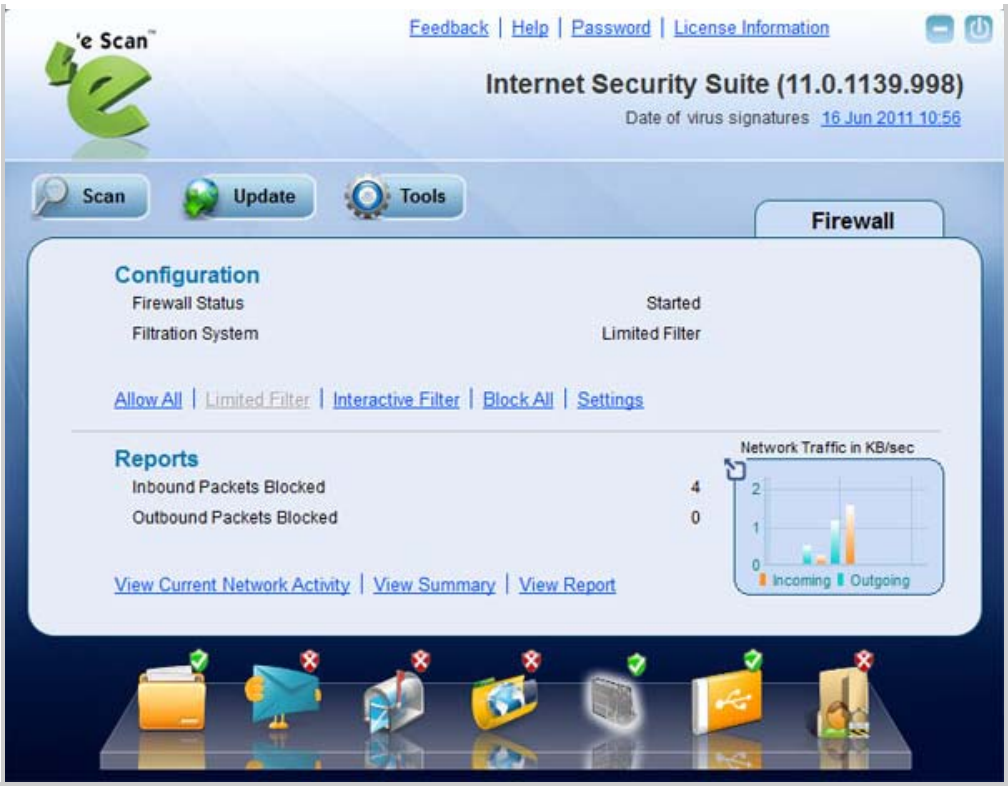 Feedback | Help | Password | License Information
'e Scan™
Internet Security Suite (11.0.1139.998)
Date of virus signatures 16 Jun 2011 10:56
Scan
Update
Tools
Firewall
Configuration
Firewall Status Started
Filtration System Limited Filter
Allow All | Limited Filter | Interactive Filter | Block All | Settings
Reports
Network Traffic in KB/sec
Inbound Packets Blocked 4
Outbound Packets Blocked 0
2
1
0
Incoming Outgoing
View Current Network Activity | View Summary | View Report